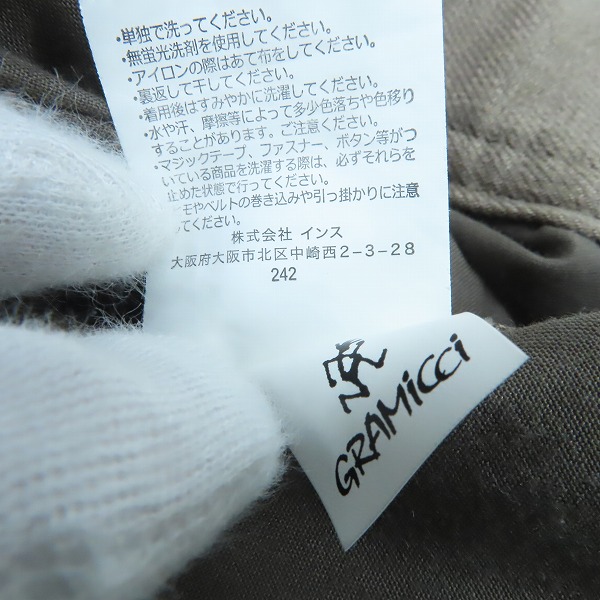 ・単独で洗ってください。
・無蛍光洗剤を使用してください。
・アイロンの際はあて布をしてください。
・裏返して干してください。
・着用後はすみやかに洗濯してください。
・水や汗、摩擦等によって多少色落ちや色移り
することがあります。ご注意ください。
・マジックテープ、ファスナー、ボタン等がつ
いている商品を洗濯する際は、必ずそれらを
止めた状態で行ってください。
ヒモやベルトの巻き込みや引っ掛かりに注意
してください。
株式会社 インス
大阪府大阪市北区中崎西2-3-28
242
GRAMiCCi